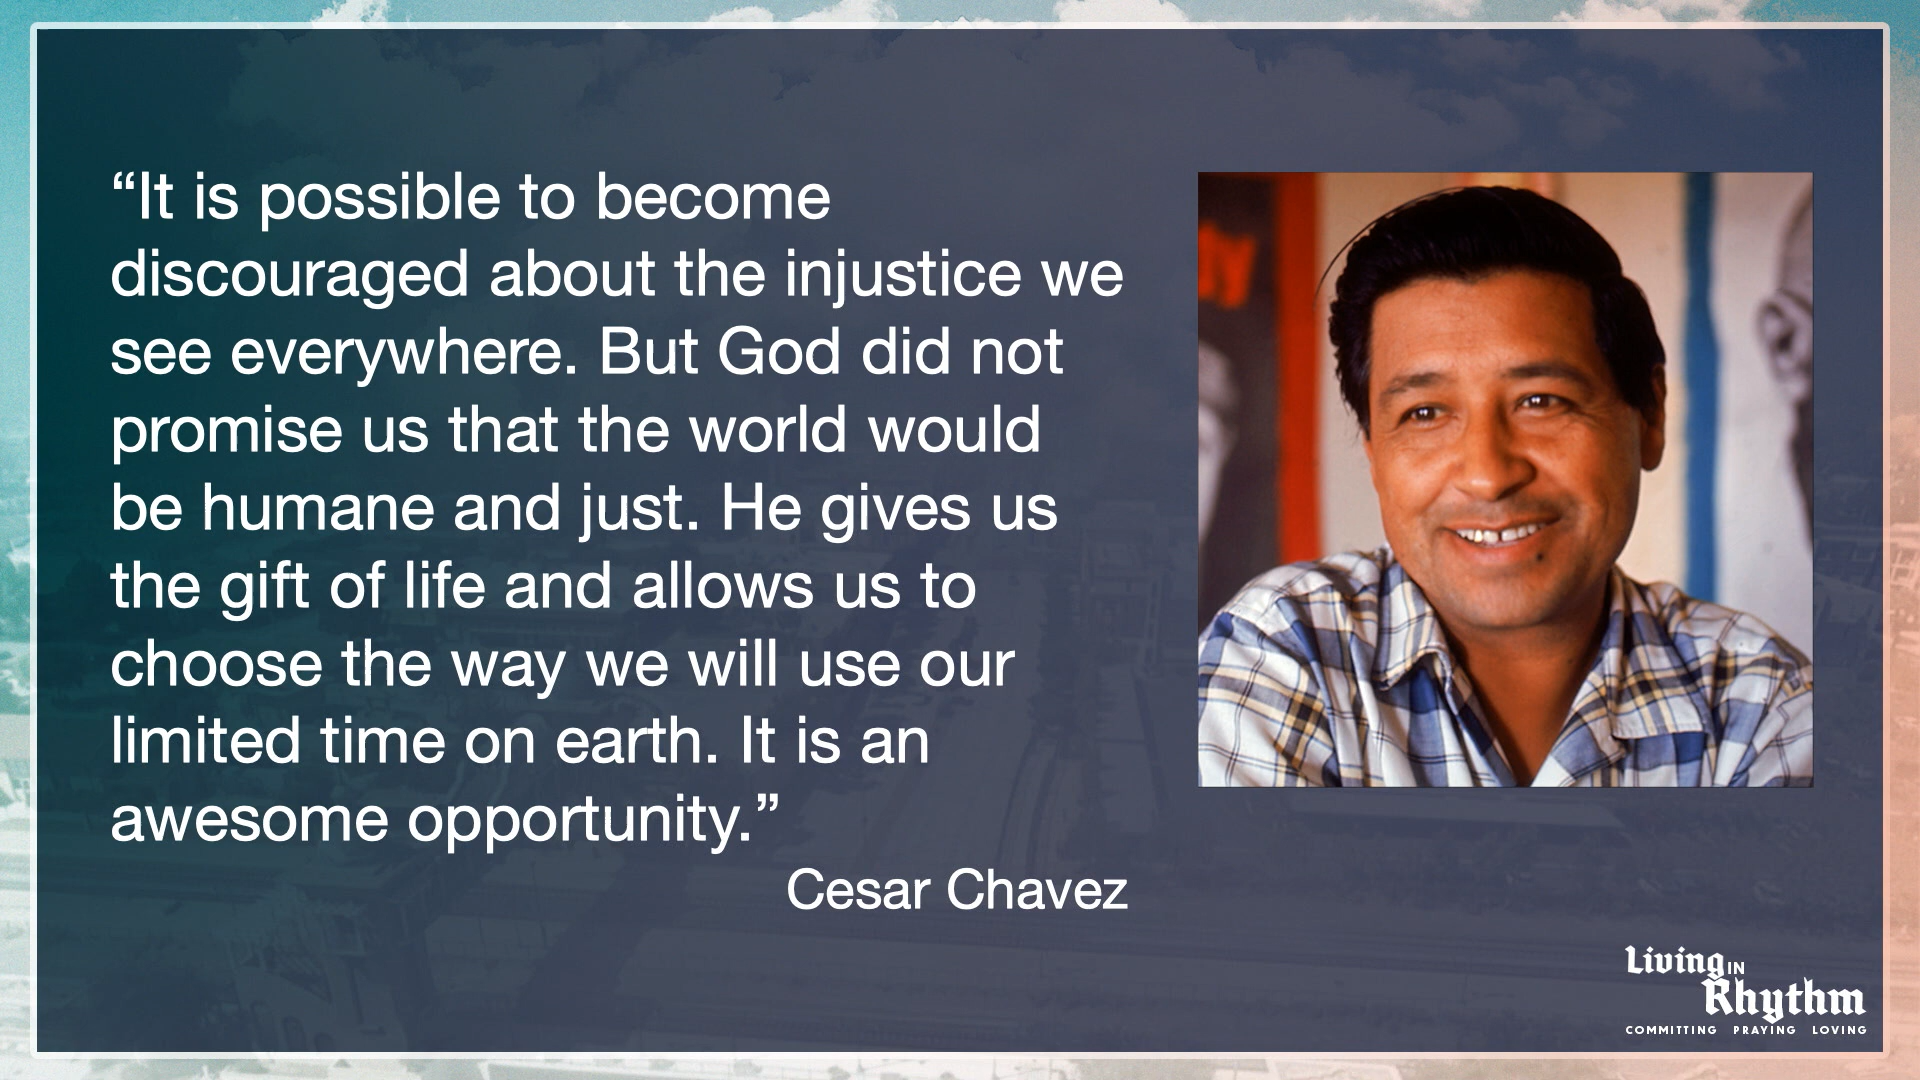 “It is possible to become
discouraged about the injustice we
see everywhere. But God did not
promise us that the world would
be humane and just. He gives us
the gift of life and allows us to
choose the way we will use our
limited time on earth. It is an
awesome opportunity.”
Cesar Chavez
Living IN
Rhythm
COMMITTING PRAYING LOVING